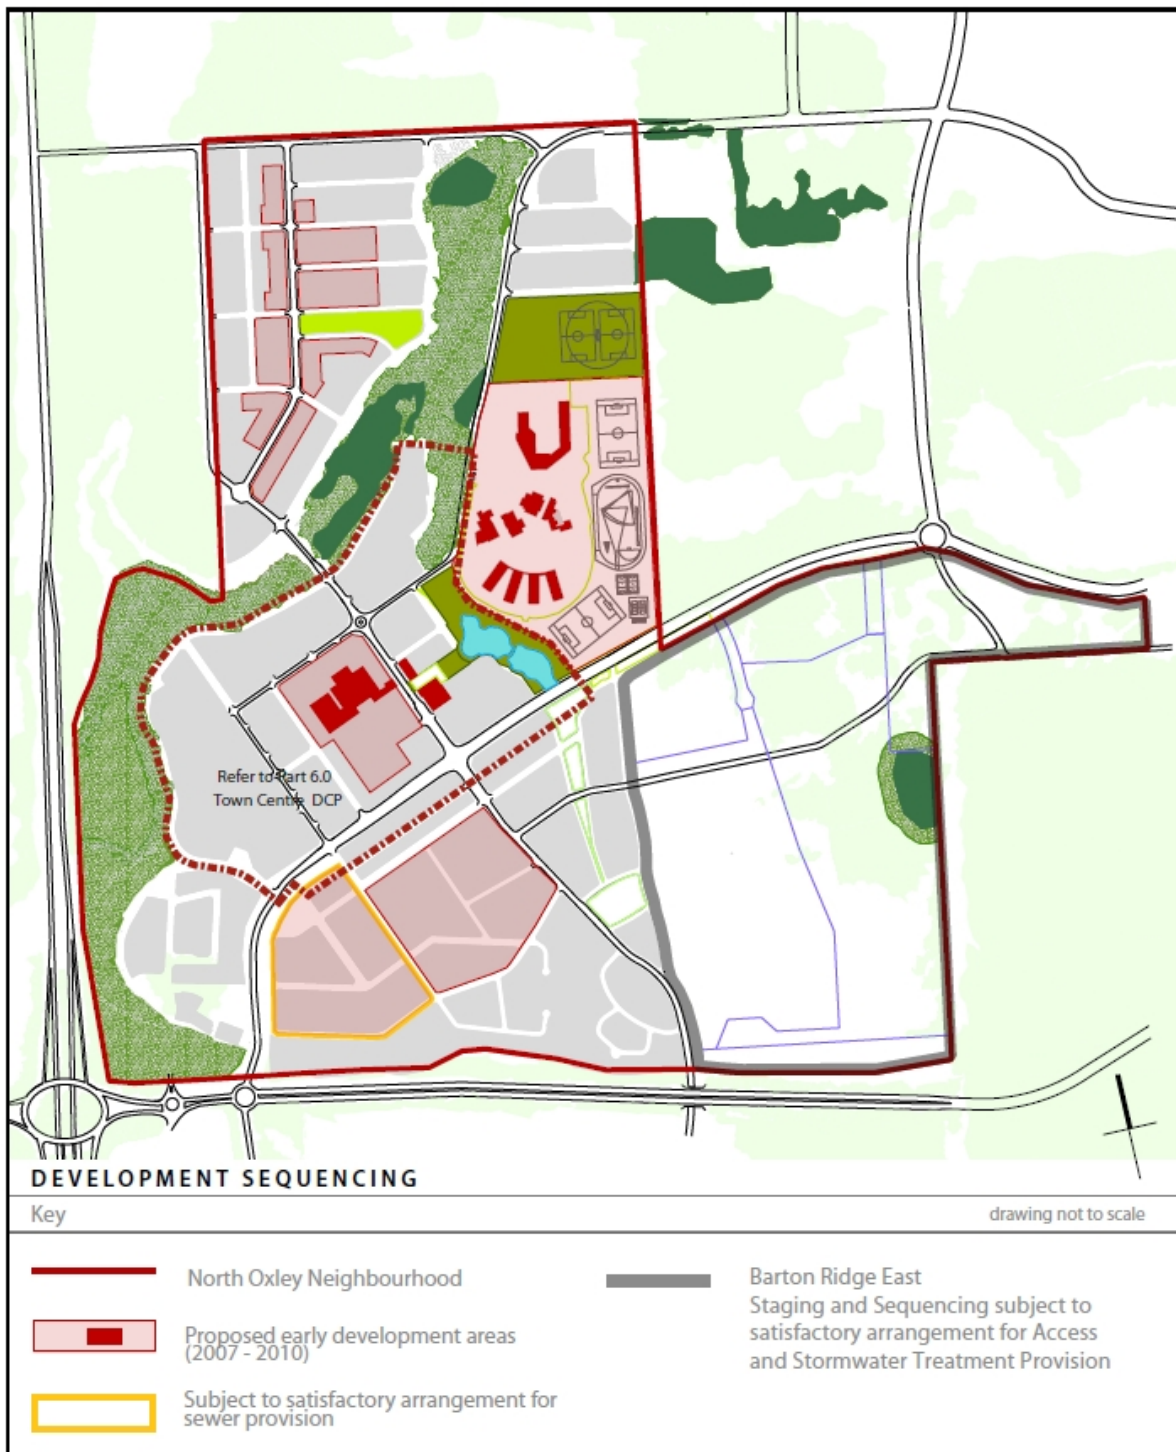 Refer to Part 6.0
Town Centre DCP
DEVELOPMENT SEQUENCING
Key
drawing not to scale
North Oxley Neighbourhood
Proposed early development areas
(2007 - 2010)
Subject to satisfactory arrangement for
sewer provision
Barton Ridge East
Staging and Sequencing subject to
satisfactory arrangement for Access
and Stormwater Treatment Provision